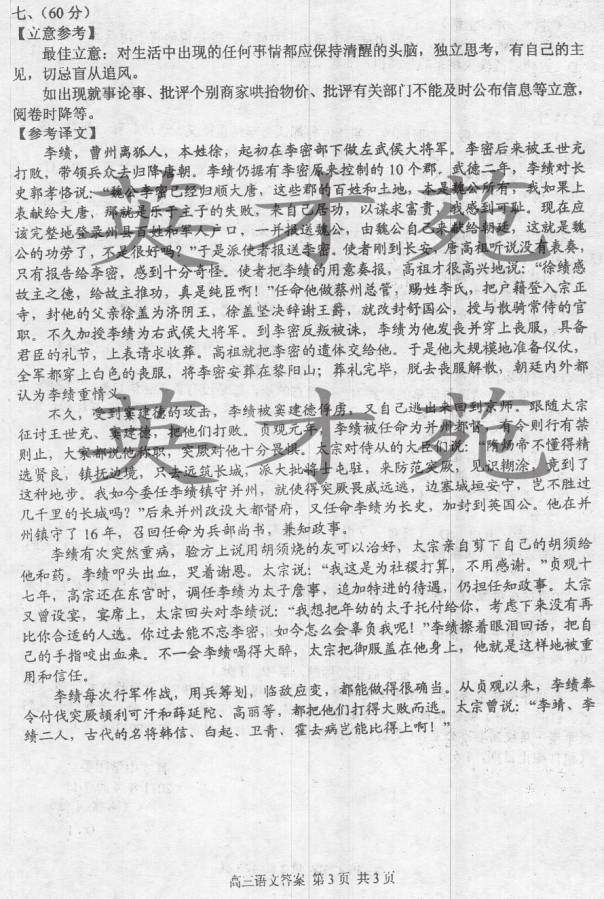 七、（60分）
【立意参考】
最佳立意：对生活中出现的任何事情都应保持清醒的头脑，独立思考，有自己的主
见，切忌盲从追风。
如出现就事论事、批评个别商家哄抬物价、批评有关部门不能及时公布信息等立意，
阅卷时降等。
【参考译文】
李绩，曹州离狐人，本姓徐，起初在李密部下做左武侯大将军。李密后来被王世充
打败，带领兵众去归降唐朝。李绩仍据有李密原来控制的10个郡。武德二年，李绩对长
史郭孝恪说：“魏公李密已经归顺大唐，这些郡的百姓和土地，本是魏公所有，我如果上
表献给大唐，那就是乐于主子的失败，来自己居功，以谋求富贵，我感到可耻。现在应
该完整地登录州县百姓和军人户口，一并报送魏公，由魏公自己来献给朝廷，这就是魏
公的功劳了，不是很好吗？”于是派使者报送李密。使者刚到长安，唐高祖听说没有表奏，
只有报告给李密，感到十分奇怪。使者把李绩的用意奏报，高祖才很高兴地说：“徐绩感
故主之德，给故主推功，真是纯臣啊！”任命他做蔡州总管，赐姓李氏，把户籍登入宗正
寺，封他的父亲徐盖为济阴王，徐盖坚决辞谢王爵，就改封舒国公，授与散骑常侍的官
职。不久加授李绩为右武侯大将军。到李密反叛被诛，李绩为他发丧并穿上丧服，具备
君臣的礼节，上表请求收葬。高祖就把李密的遗体交给他。于是他大规模地准备仪仗，
全军都穿上白色的丧服，将李密安葬在黎阳山；葬礼完毕，脱去丧服解散，朝廷内外都
认为李绩重情义。
不久，受到窦建德的攻击，李绩被窦建德俘虏，又自己逃出来回到京师。跟随太宗
征讨王世充、窦建德，把他们打败。贞观元年，李绩被任命为并州都督，令则行有禁
则止，大家都说他称职，突厥对他十分畏惧。太宗对侍从的大臣们说：“隋炀帝不懂得精
选贤良，镇抚边境，只去远筑长城，派大批将士屯驻，来防范突厥，见识糊涂，竟到了
这种地步。我如今委任李绩镇守并州，就使得突厥畏威远逃，边塞城垣安宁，岂不胜过
几千里的长城吗？”后来并州改设大都督府，又任命李绩为长史，加封到英国公。他在并
州镇守了16年，召回任命为兵部尚书，兼知政事。
李绩有次突然重病，验方上说用胡须烧的灰可以治好，太宗亲自剪下自己的胡须给
他和药。李绩叩头出血，哭着谢恩。太宗说：“我这是为社稷打算，不用感谢。”贞观十
七年，高宗还在东宫时，调任李绩为太子詹事，追加特进的待遇，仍担任知政事。太宗
又曾设宴，宴席上，太宗回头对李绩说：“我想把年幼的太子托付给你，考虑下来没有再
比你合适的人选。你过去能不忘李密，如今怎么会辜负我呢！”李绩擦着眼泪回话，把自
己的手指咬出血来。不一会李绩喝得大醉，太宗把御服盖在他身上，他就是这样地被重
用和信任。
李绩每次行军作战，用兵筹划，临敌应变，都能做得很确当。从贞观以来，李绩奉
令付伐突厥颉利可汗和薛延陀、高丽等，都把他们打得大败而逃。太宗曾说：“李靖、李
绩二人，古代的名将韩信、白起、卫青、霍去病岂能比得上啊！”
英才苑
英才苑
高三语文答案 第3页 共3页